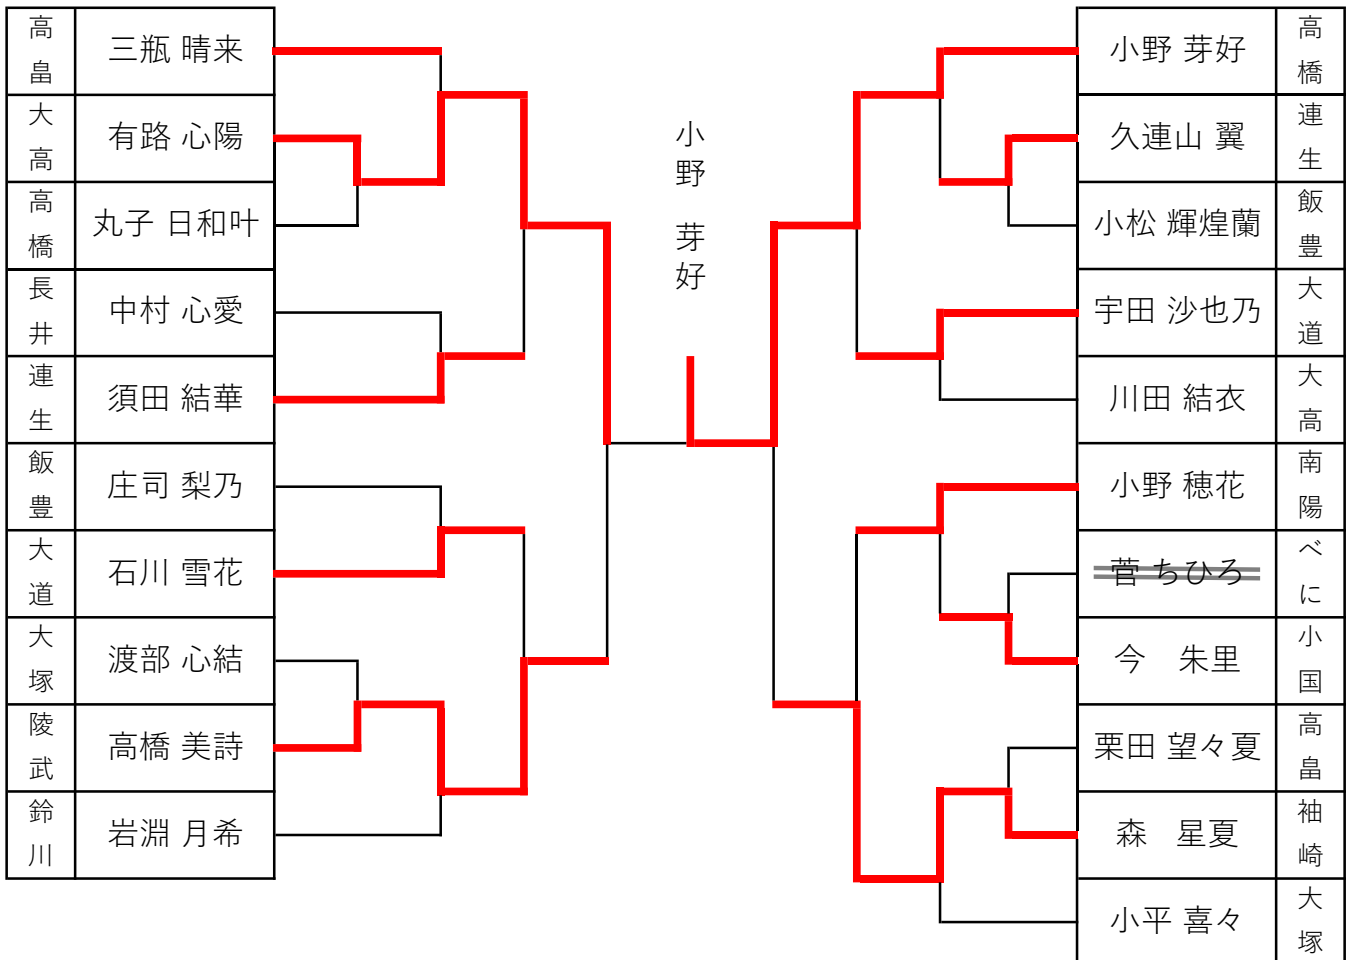 高畠 三瓶 晴来
大高 有路 心陽
高橋 丸子 日和叶
長井 中村 心愛
連生 須田 結華
飯豊 庄司 梨乃
大道 石川 雪花
大塚 渡部 心結
陵武 高橋 美詩
鈴川 岩淵 月希
小野 芽好
小野 芽好 高橋
久連山 翼 連生
小松 輝煌蘭 飯豊
宇田 沙也乃 大道
川田 結衣 大高
小野 穂花 南陽
菅 ちひろ べに
今　朱里 小国
栗田 望々夏 高畠
森　星夏 袖崎
小平 喜々 大塚